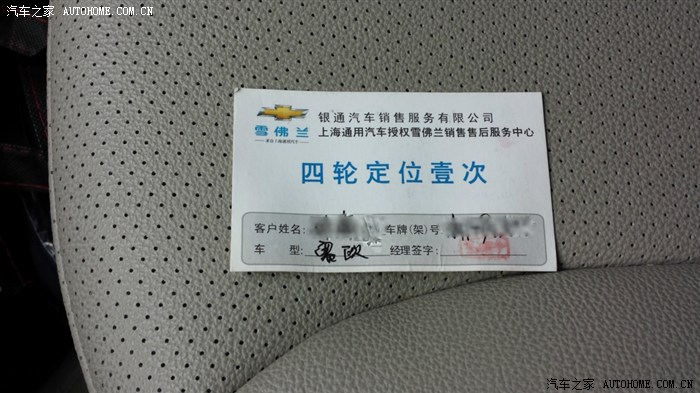 汽车之家 AUTOHOME.COM.CN
银通汽车销售服务有限公司
雪佛兰
上海通用汽车授权雪佛兰销售售后服务中心
四轮定位壹次
客户姓名: 车牌(架)号
车 型: 爱欧 经理签字:
汽车之家 AUTOHOME.COM.CN